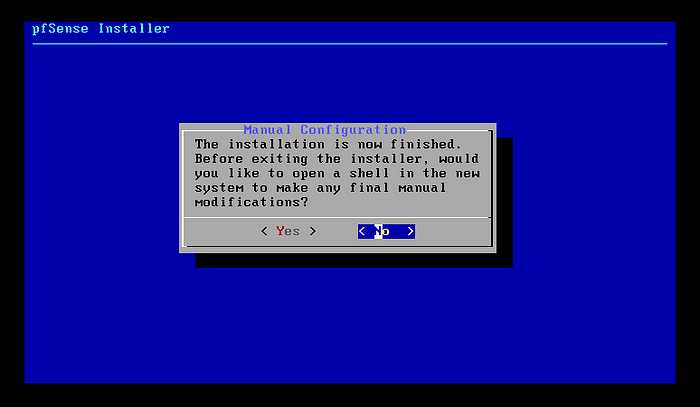 pfSense Installer
Manual Configuration
The installation is now finished.
Before exiting the installer, would
you like to open a shell in the new
system to make any final manual
modifications?
< Yes > < No >